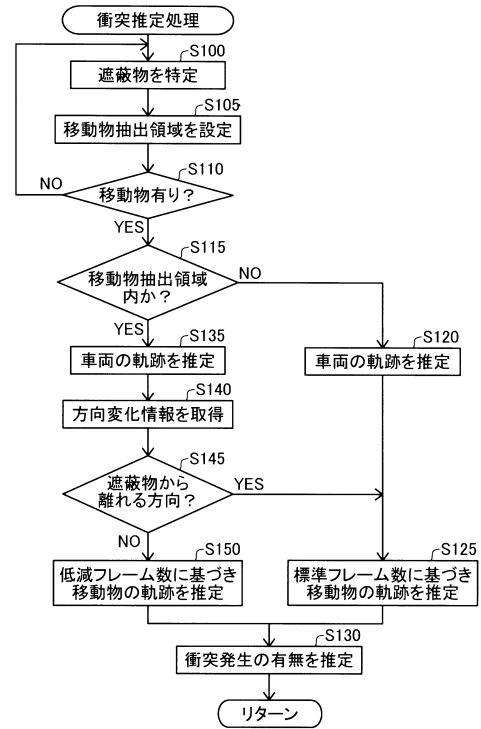 衝突推定処理
S100
遮蔽物を特定
S105
移動物抽出領域を設定
S110
移動物有り？
NO
YES
S115
移動物抽出領域
内か？
NO
YES
S135
車両の軌跡を推定
S120
車両の軌跡を推定
S140
方向変化情報を取得
S145
遮蔽物から
離れる方向？
YES
NO
S150
低減フレーム数に基づき
移動物の軌跡を推定
S125
標準フレーム数に基づき
移動物の軌跡を推定
S130
衝突発生の有無を推定
リターン